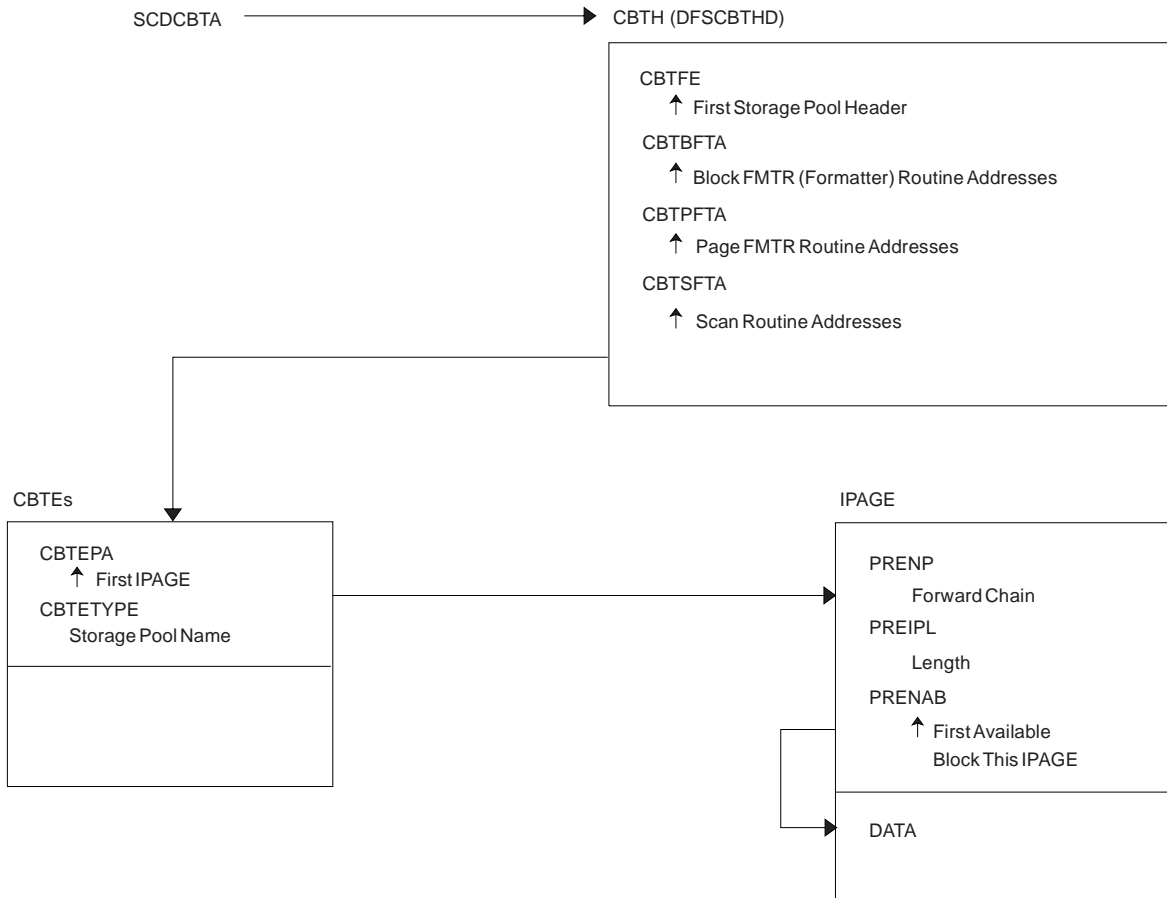 SCDCBTA
CBTH (DFSCBTHD)
CBTFE
↑ First Storage Pool Header
CBTBFTA
↑ Block FMTR (Formatter) Routine Addresses
CBTPFTA
↑ Page FMTR Routine Addresses
CBTSFTA
↑ Scan Routine Addresses
CBTEs
CBTEPA
↑ First IPAGE
CBTETYPE
Storage Pool Name
IPAGE
PRENP
Forward Chain
PREIPL
Length
PRENAB
↑ First Available
Block This IPAGE
DATA